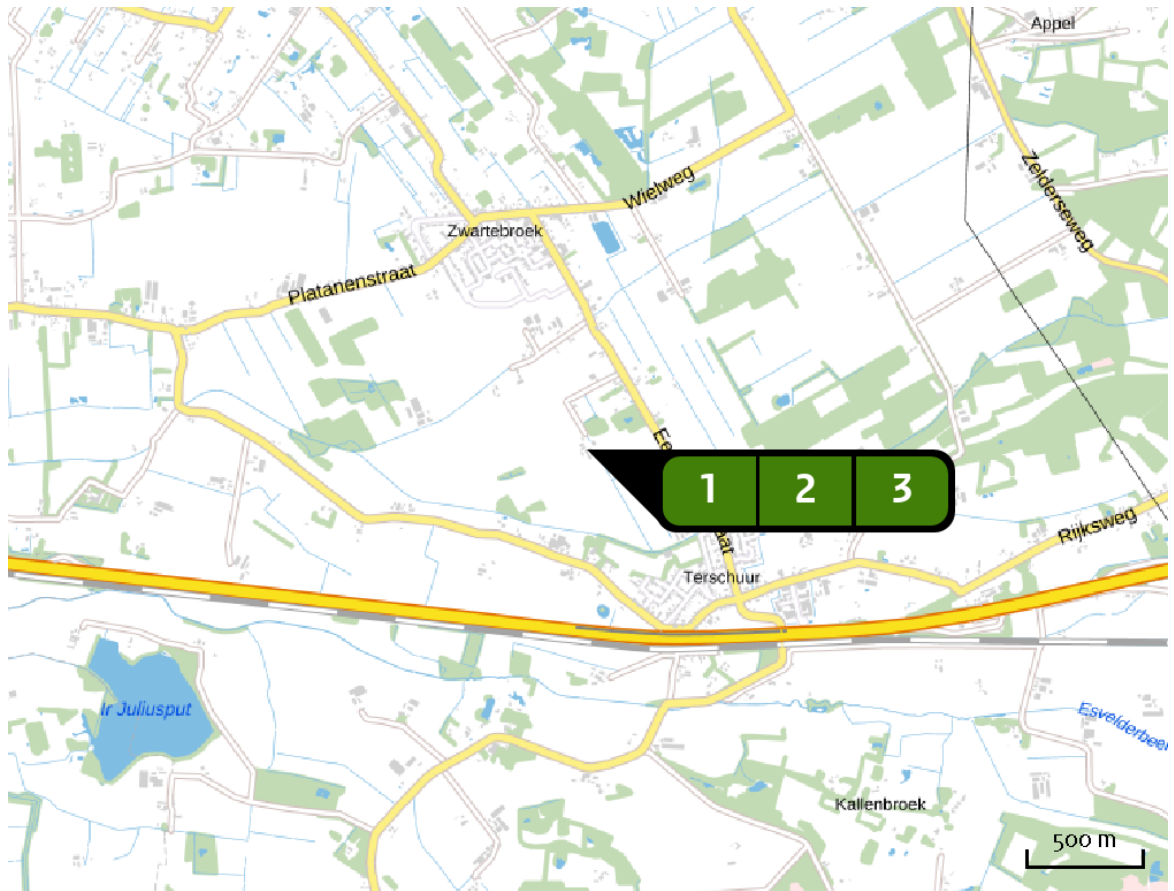 Appel
Zelderseweg
Wielweg
Zwartebroek
Platanenstraat
1 2 3
Rijksweg
Terschuur
Ir Juliusput
Kallenbroek
500 m